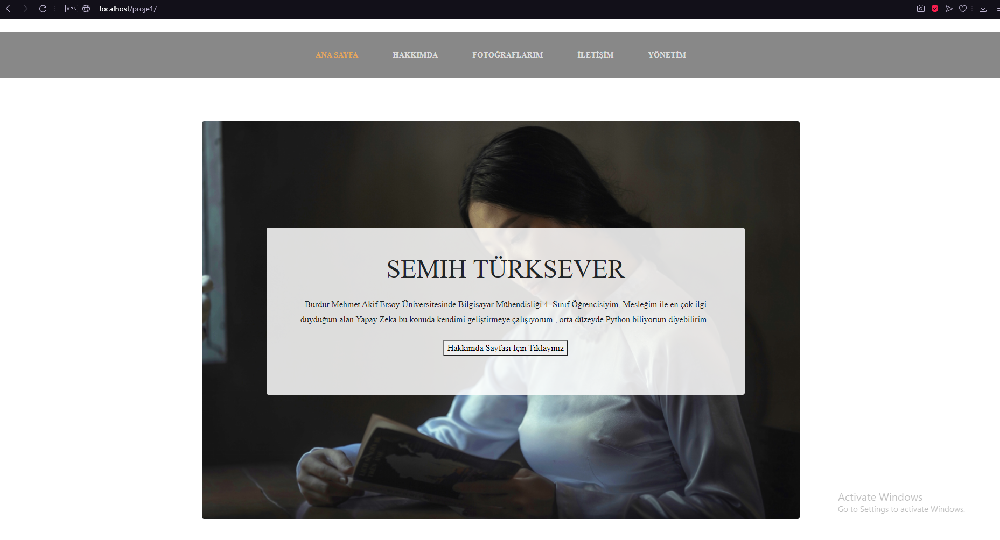 VPN localhost/proje1/
ANA SAYFA HAKKIMDA FOTOĞRAFLARIM İLETİŞİM YÖNETİM
SEMIH TÜRKSEVER
Burdur Mehmet Akif Ersoy Üniversitesinde Bilgisayar Mühendisliği 4. Sınıf Öğrencisiyim, Mesleğim ile en çok ilgi
duyduğum alan Yapay Zeka bu konuda kendimi geliştirmeye çalışıyorum , orta düzeyde Python biliyorum diyebilirim.
Hakkımda Sayfası İçin Tıklayınız
Activate Windows
Go to Settings to activate Windows.